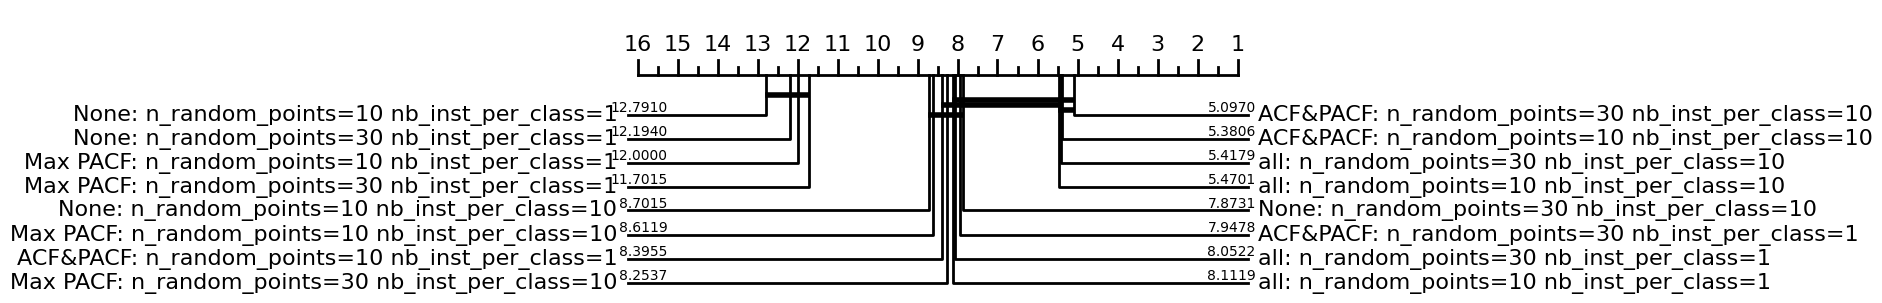 16 15 14 13 12 11 10 9 8 7 6 5 4 3 2 1
None: n_random_points=10 nb_inst_per_class=1 12.7910
None: n_random_points=30 nb_inst_per_class=1 12.1940
Max PACF: n_random_points=10 nb_inst_per_class=1 12.0000
Max PACF: n_random_points=30 nb_inst_per_class=1 11.7015
None: n_random_points=10 nb_inst_per_class=10 8.7015
Max PACF: n_random_points=10 nb_inst_per_class=10 8.6119
ACF&PACF: n_random_points=10 nb_inst_per_class=1 8.3955
Max PACF: n_random_points=30 nb_inst_per_class=10 8.2537
5.0970 ACF&PACF: n_random_points=30 nb_inst_per_class=10
5.3806 ACF&PACF: n_random_points=10 nb_inst_per_class=10
5.4179 all: n_random_points=30 nb_inst_per_class=10
5.4701 all: n_random_points=10 nb_inst_per_class=10
7.8731 None: n_random_points=30 nb_inst_per_class=10
7.9478 ACF&PACF: n_random_points=30 nb_inst_per_class=1
8.0522 all: n_random_points=30 nb_inst_per_class=1
8.1119 all: n_random_points=10 nb_inst_per_class=1